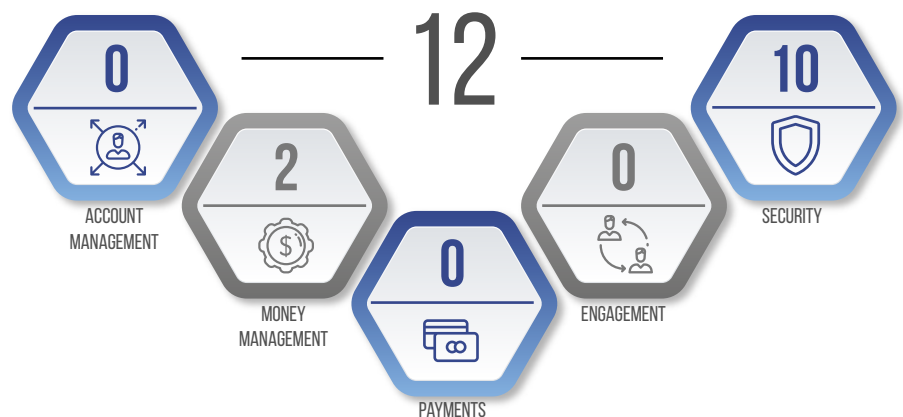 12
0
ACCOUNT
MANAGEMENT
2
$
MONEY
MANAGEMENT
0
PAYMENTS
0
ENGAGEMENT
10
SECURITY